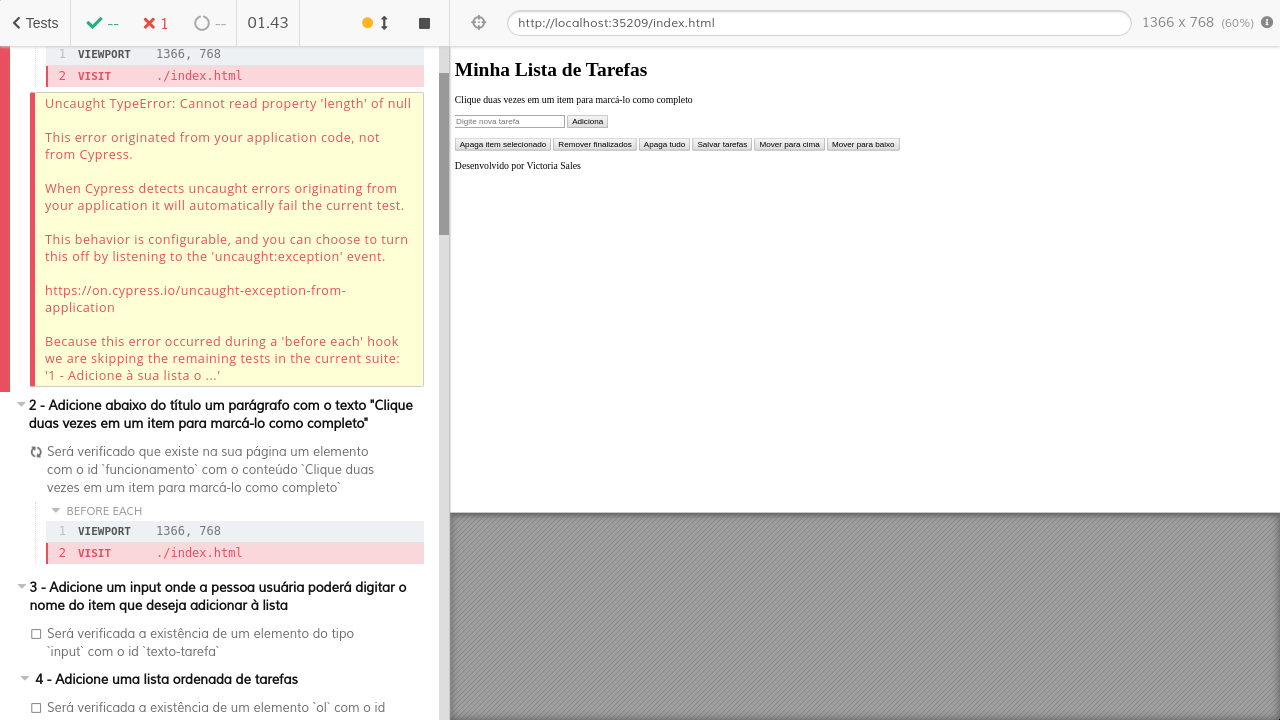 Tests
--
1
--
01.43
http://localhost:35209/index.html
1366 x 768 (60%)
1 VIEWPORT 1366, 768
2 VISIT ./index.html
Uncaught TypeError: Cannot read property 'length' of null
This error originated from your application code, not
from Cypress.
When Cypress detects uncaught errors originating from
your application it will automatically fail the current test.
This behavior is configurable, and you can choose to turn
this off by listening to the 'uncaught:exception' event.
https://on.cypress.io/uncaught-exception-from-
application
Because this error occurred during a 'before each' hook
we are skipping the remaining tests in the current suite:
'1 - Adicione à sua lista o ...'
2 - Adicione abaixo do título um parágrafo com o texto "Clique
duas vezes em um item para marcá-lo como completo"
Será verificado que existe na sua página um elemento
com o id `funcionamento` com o conteúdo `Clique duas
vezes em um item para marcá-lo como completo`
BEFORE EACH
1 VIEWPORT 1366, 768
2 VISIT ./index.html
3 - Adicione um input onde a pessoa usuária poderá digitar o
nome do item que deseja adicionar à lista
Será verificada a existência de um elemento do tipo
`input` com o id `texto-tarefa`
4 - Adicione uma lista ordenada de tarefas
Será verificada a existência de um elemento `ol` com o id
Minha Lista de Tarefas
Clique duas vezes em um item para marcá-lo como completo
Digite nova tarefa
Adiciona
Apaga item selecionado
Remover finalizados
Apaga tudo
Salvar tarefas
Mover para cima
Mover para baixo
Desenvolvido por Victoria Sales